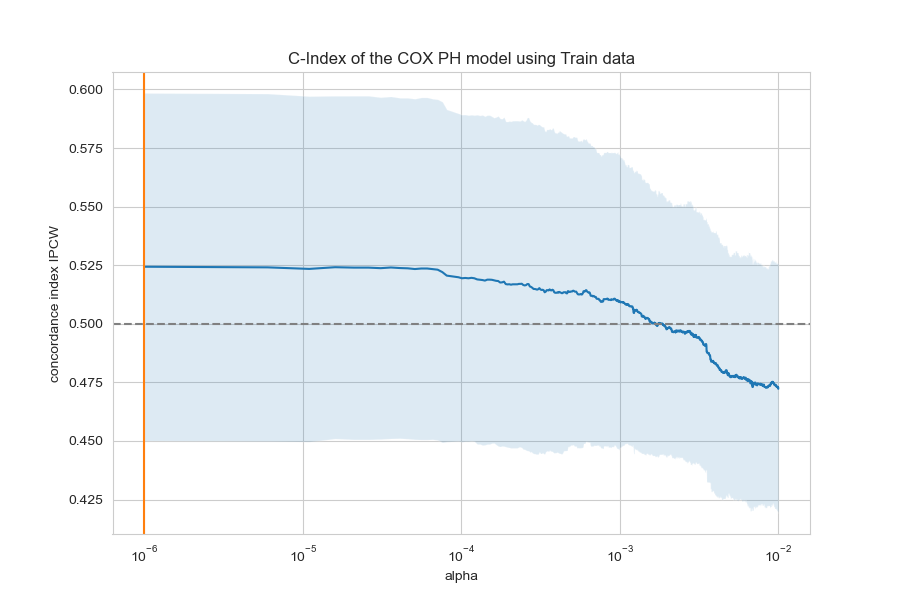 C-Index of the COX PH model using Train data
concordance index IPCW
0.600
0.575
0.550
0.525
0.500
0.475
0.450
0.425
10⁻⁶ 10⁻⁵ 10⁻⁴ 10⁻³ 10⁻²
alpha